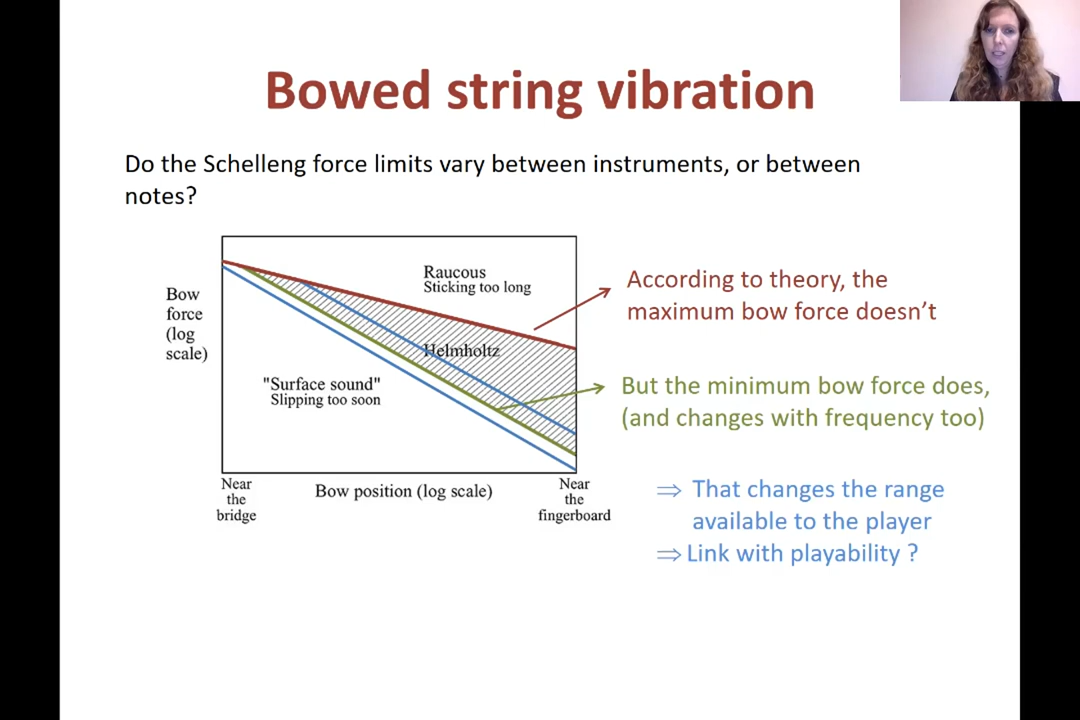 Bowed string vibration
Do the Schelleng force limits vary between instruments, or between
notes?
Bow
force
(log
scale)
Raucous
Sticking too long
Helmholtz
"Surface sound"
Slipping too soon
Near
the
bridge
Bow position (log scale)
Near
the
fingerboard
According to theory, the
maximum bow force doesn't
But the minimum bow force does,
(and changes with frequency too)
⇒ That changes the range
available to the player
⇒ Link with playability ?